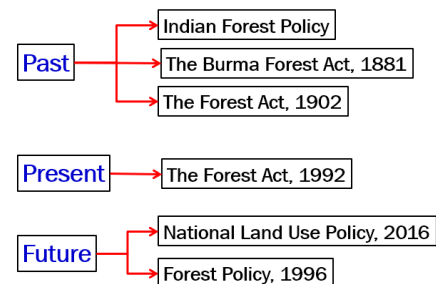 Past
Indian Forest Policy
The Burma Forest Act, 1881
The Forest Act, 1902
Present
The Forest Act, 1992
Future
National Land Use Policy, 2016
Forest Policy, 1996